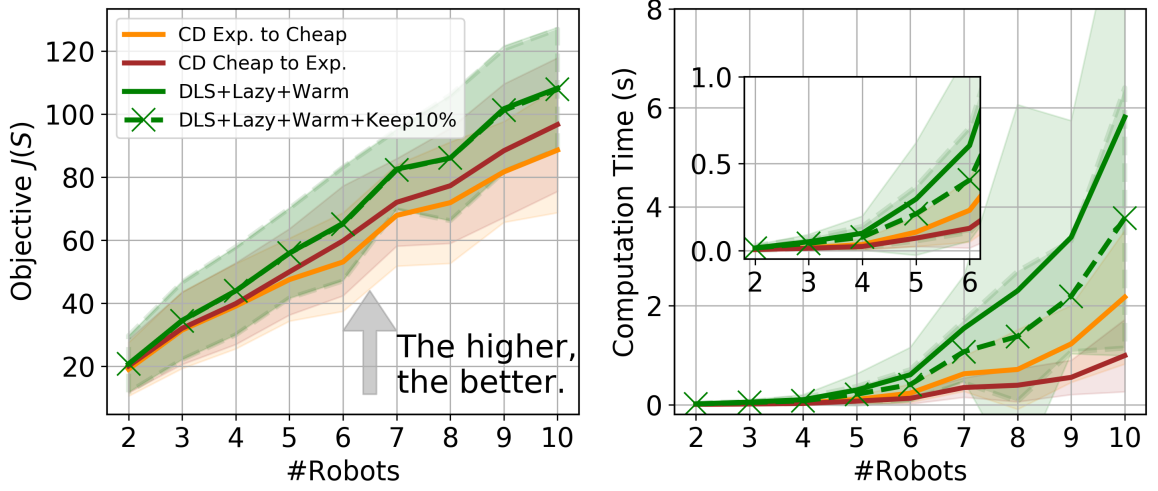 CD Exp. to Cheap
CD Cheap to Exp.
DLS+Lazy+Warm
DLS+Lazy+Warm+Keep10%
The higher,
the better.
Objective J(S)
120
100
80
60
40
20
2 3 4 5 6 7 8 9 10
#Robots
Computation Time (s)
8
6
4
2
0
1.0
0.5
0.0
2 3 4 5 6
2 3 4 5 6 7 8 9 10
#Robots